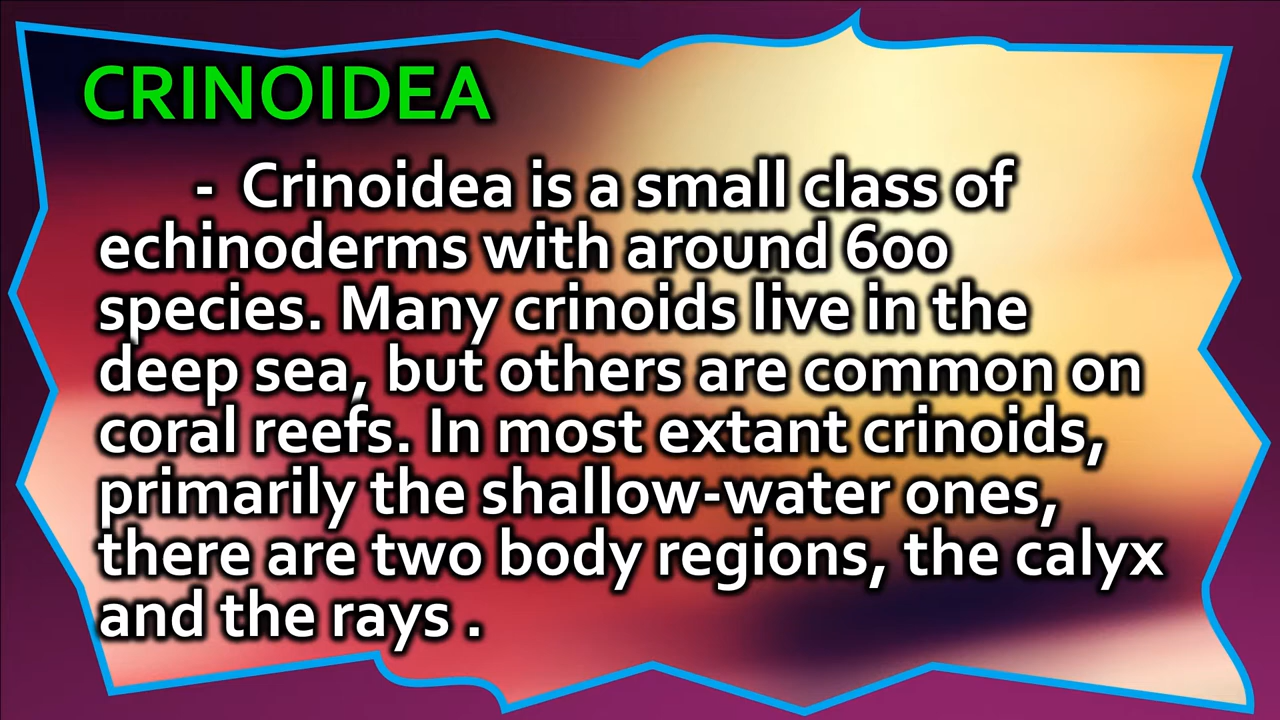 CRINOIDEA
- Crinoidea is a small class of
echinoderms with around 600
species. Many crinoids live in the
deep sea, but others are common on
coral reefs. In most extant crinoids,
primarily the shallow-water ones,
there are two body regions, the calyx
and the rays .